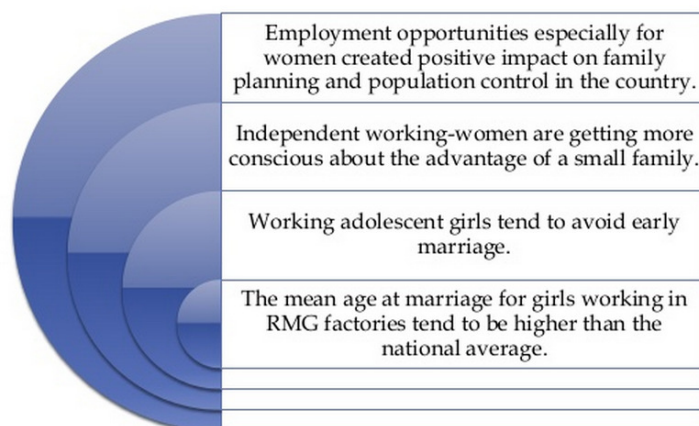 Employment opportunities especially for
women created positive impact on family
planning and population control in the country.
Independent working-women are getting more
conscious about the advantage of a small family.
Working adolescent girls tend to avoid early
marriage.
The mean age at marriage for girls working in
RMG factories tend to be higher than the
national average.